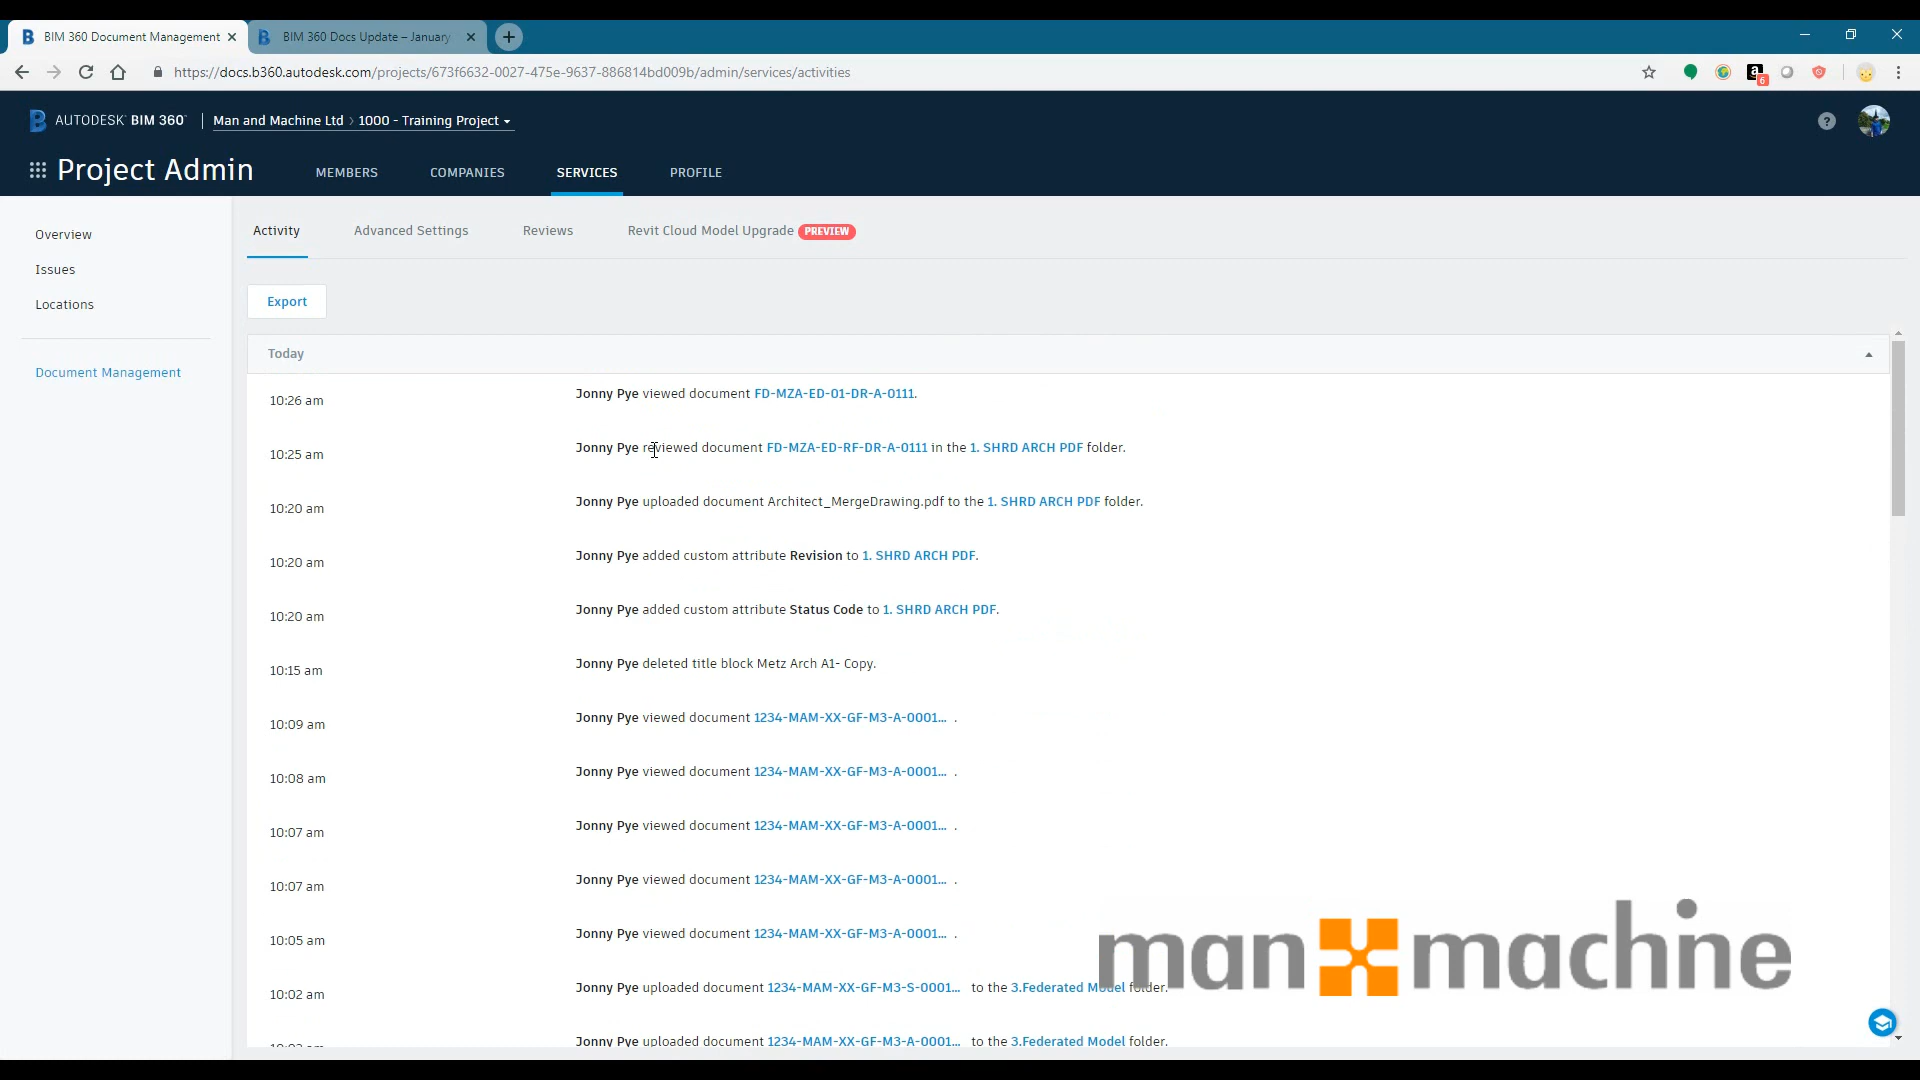 BIM 360 Document Management
BIM 360 Docs Update – January
https://docs.b360.autodesk.com/projects/673f6632-0027-475e-9637-886814bd009b/admin/services/activities
6
AUTODESK BIM 360
Man and Machine Ltd > 1000 - Training Project
Project Admin
MEMBERS
COMPANIES
SERVICES
PROFILE
Overview
Issues
Locations
Document Management
Activity
Advanced Settings
Reviews
Revit Cloud Model Upgrade PREVIEW
Export
Today
10:26 am Jonny Pye viewed document FD-MZA-ED-01-DR-A-0111.
10:25 am Jonny Pye reviewed document FD-MZA-ED-RF-DR-A-0111 in the 1. SHRD ARCH PDF folder.
10:20 am Jonny Pye uploaded document Architect_MergeDrawing.pdf to the 1. SHRD ARCH PDF folder.
10:20 am Jonny Pye added custom attribute Revision to 1. SHRD ARCH PDF.
10:20 am Jonny Pye added custom attribute Status Code to 1. SHRD ARCH PDF.
10:15 am Jonny Pye deleted title block Metz Arch A1- Copy.
10:09 am Jonny Pye viewed document 1234-MAM-XX-GF-M3-A-0001... .
10:08 am Jonny Pye viewed document 1234-MAM-XX-GF-M3-A-0001... .
10:07 am Jonny Pye viewed document 1234-MAM-XX-GF-M3-A-0001... .
10:07 am Jonny Pye viewed document 1234-MAM-XX-GF-M3-A-0001... .
10:05 am Jonny Pye viewed document 1234-MAM-XX-GF-M3-A-0001... .
10:02 am Jonny Pye uploaded document 1234-MAM-XX-GF-M3-S-0001... to the 3.Federated Model folder.
Jonny Pye uploaded document 1234-MAM-XX-GF-M3-A-0001... to the 3.Federated Model folder.
man machine